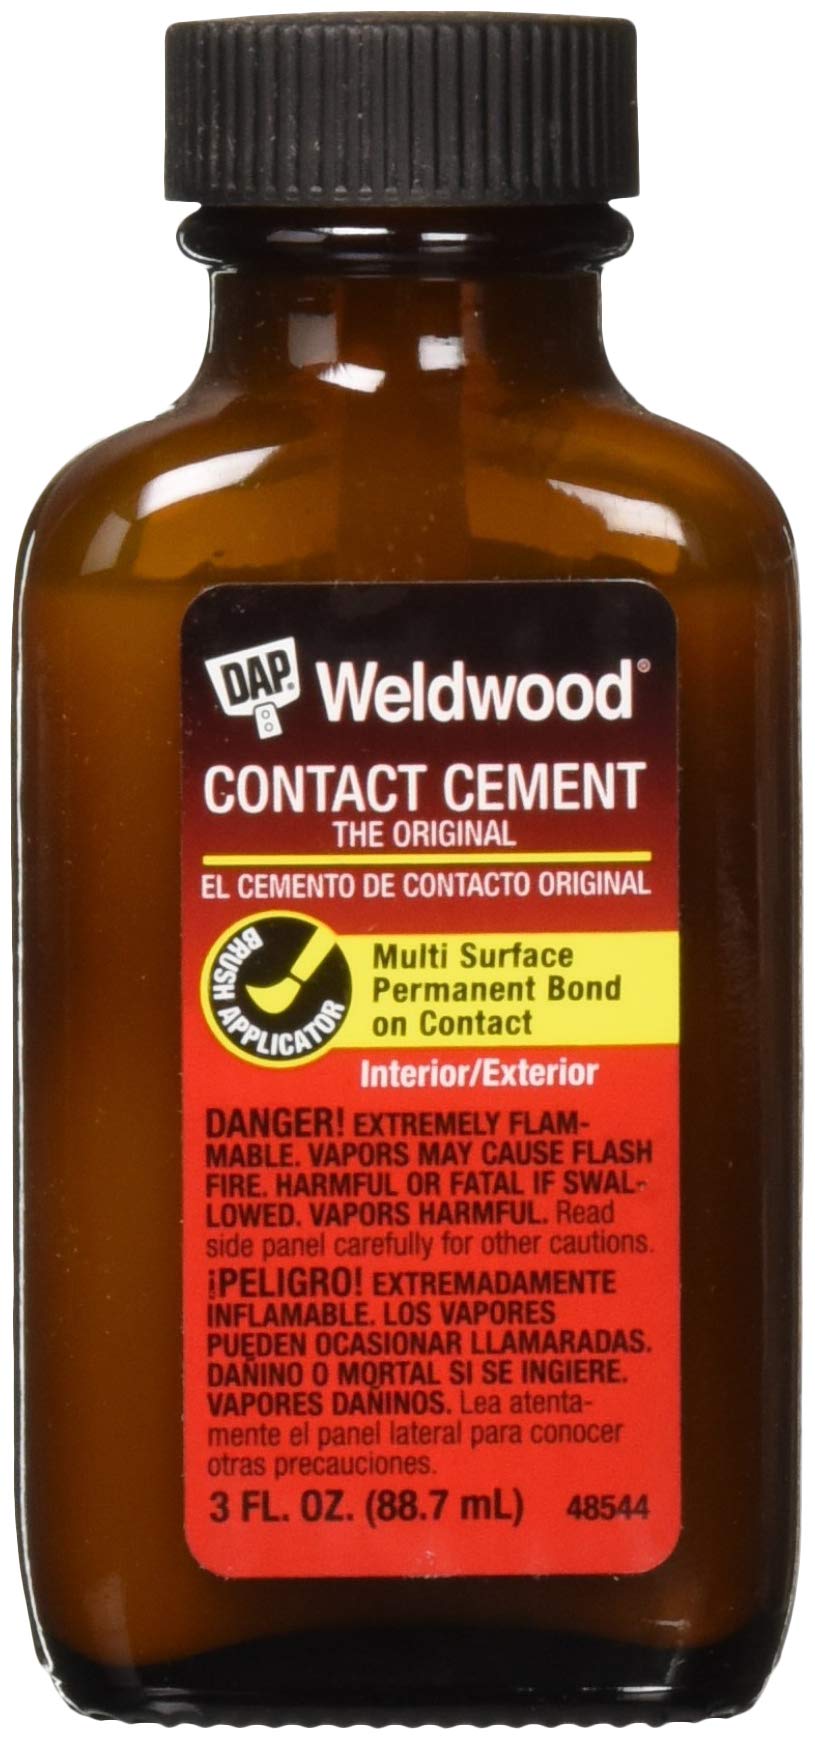 DAP® Weldwood®
CONTACT CEMENT
THE ORIGINAL
EL CEMENTO DE CONTACTO ORIGINAL
BRUSH APPLICATOR
Multi Surface
Permanent Bond
on Contact
Interior/Exterior
DANGER! EXTREMELY FLAM-
MABLE. VAPORS MAY CAUSE FLASH
FIRE. HARMFUL OR FATAL IF SWAL-
LOWED. VAPORS HARMFUL. Read
side panel carefully for other cautions.
¡PELIGRO! EXTREMADAMENTE
INFLAMABLE. LOS VAPORES
PUEDEN OCASIONAR LLAMARADAS.
DAÑINO O MORTAL SI SE INGIERE.
VAPORES DAÑINOS. Lea atenta-
mente el panel lateral para conocer
otras precauciones.
3 FL. OZ. (88.7 mL) 48544